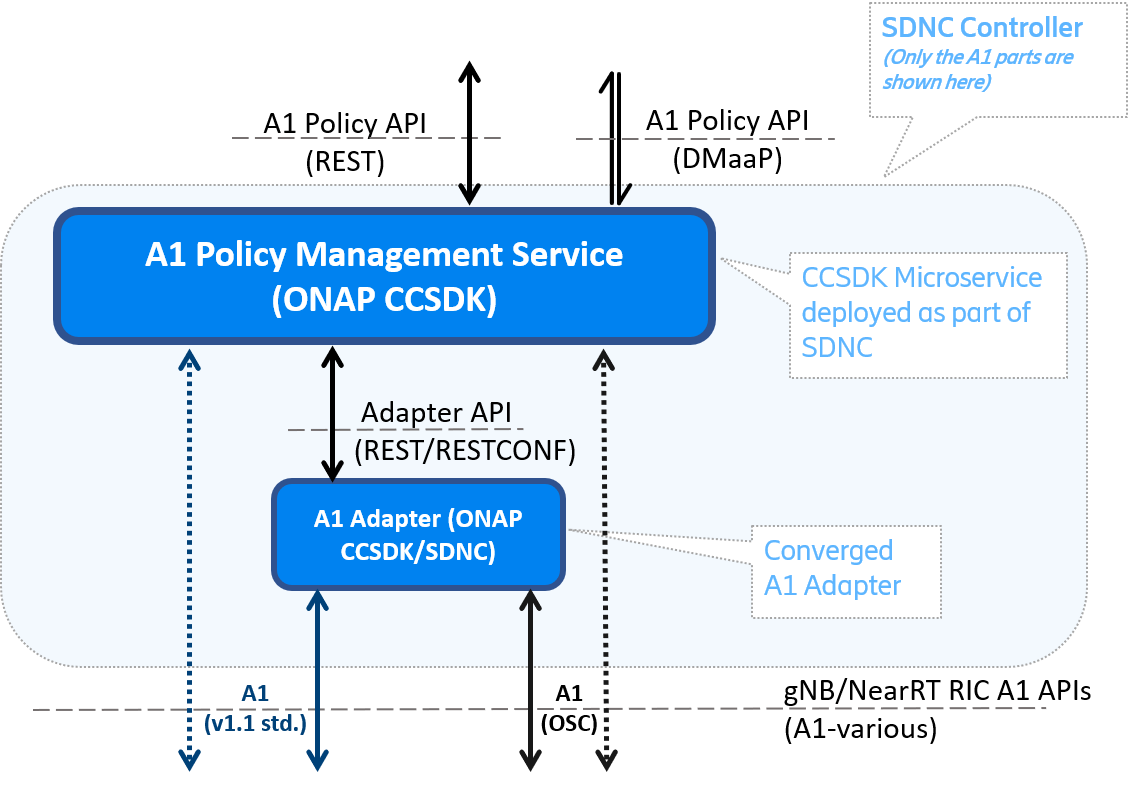 SDNC Controller
(Only the A1 parts are
shown here)
A1 Policy API
(REST)
A1 Policy API
(DMaaP)
A1 Policy Management Service
(ONAP CCSDK)
CCSDK Microservice
deployed as part of
SDNC
Adapter API
(REST/RESTCONF)
A1 Adapter (ONAP
CCSDK/SDNC)
Converged
A1 Adapter
A1
(v1.1 std.)
A1
(OSC)
gNB/NearRT RIC A1 APIs
(A1-various)